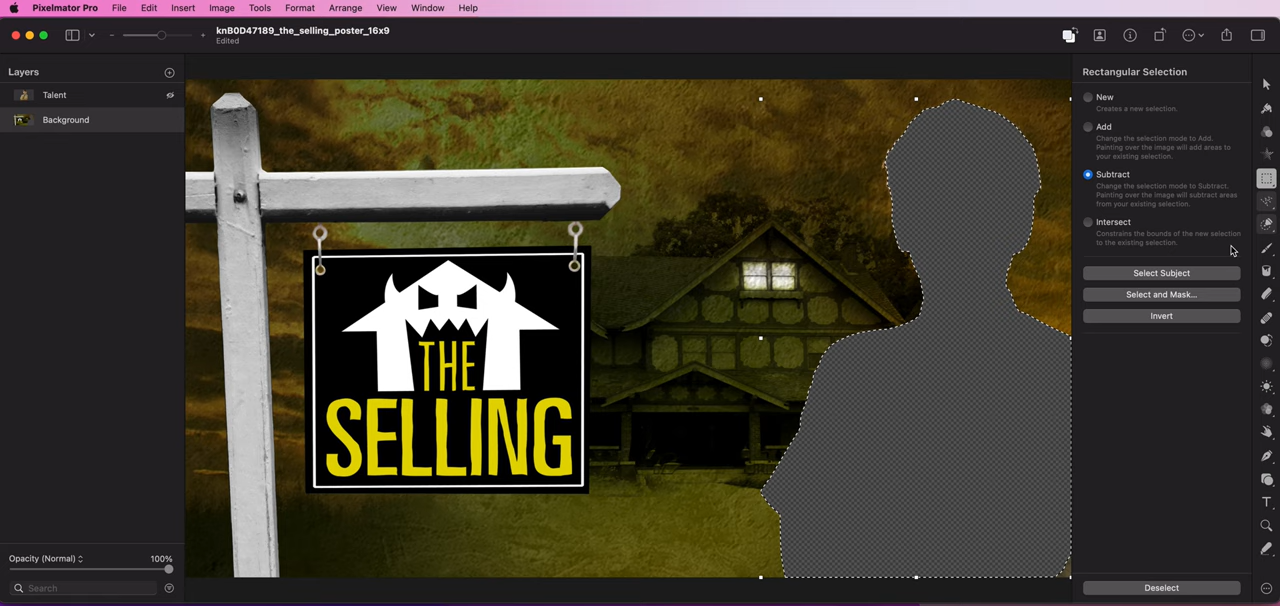 Pixelmator Pro File Edit Insert Image Tools Format Arrange View Window Help
knB0D47189_the_selling_poster_16x9
Edited
Layers
Talent
Background
THE
SELLING
Rectangular Selection
New
Creates a new selection.
Add
Change the selection mode to Add.
Painting over the image will add areas to
your existing selection.
Subtract
Change the selection mode to Subtract.
Painting over the image will subtract areas
from your existing selection.
Intersect
Constrains the bounds of the new selection
to the existing selection.
Select Subject
Select and Mask...
Invert
Opacity (Normal) 100%
Search
Deselect